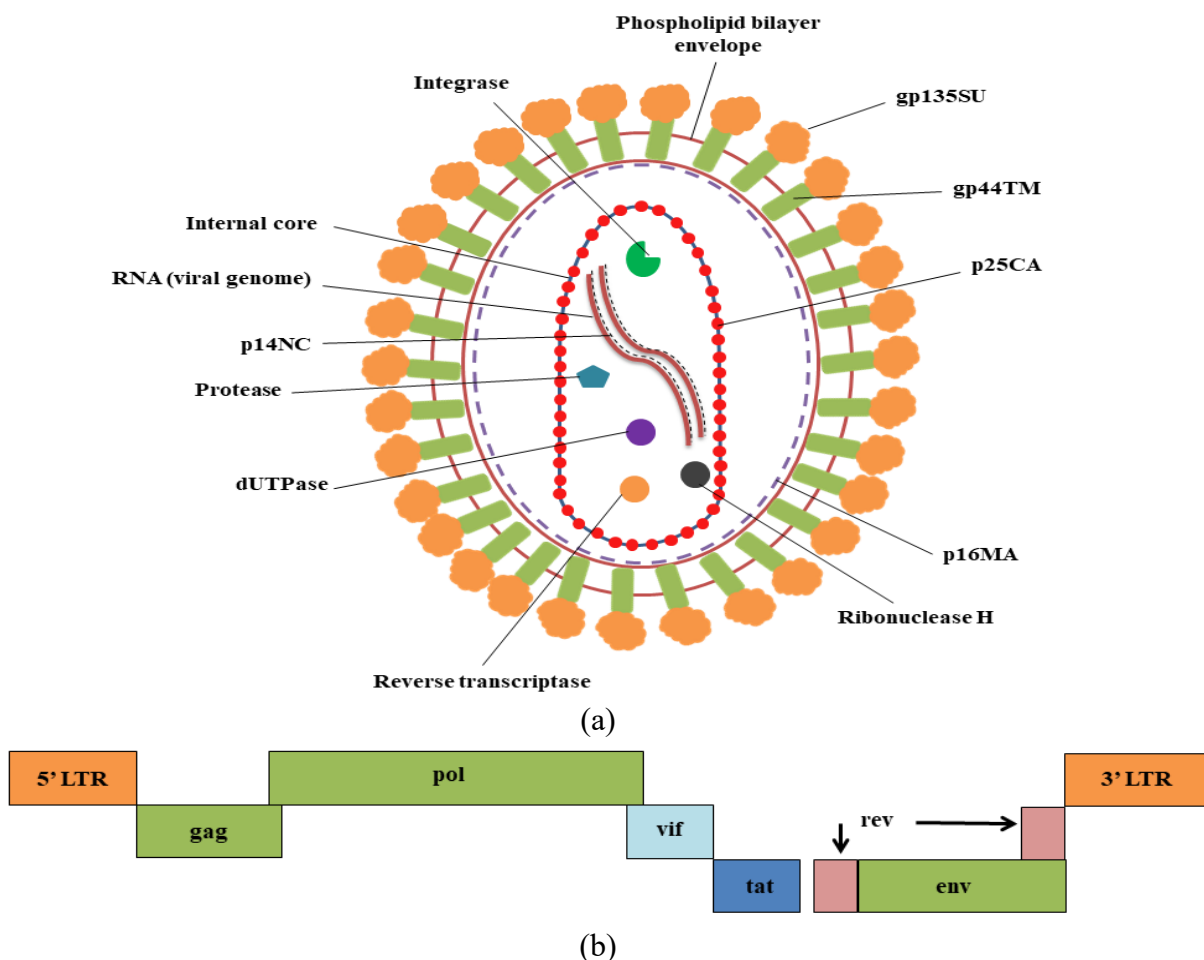 Phospholipid bilayer
envelope
Integrase
gp135SU
gp44TM
Internal core
RNA (viral genome)
p25CA
p14NC
Protease
dUTPase
p16MA
Ribonuclease H
Reverse transcriptase
(a)
5’ LTR
pol
3’ LTR
gag
vif
rev
tat
env
(b)